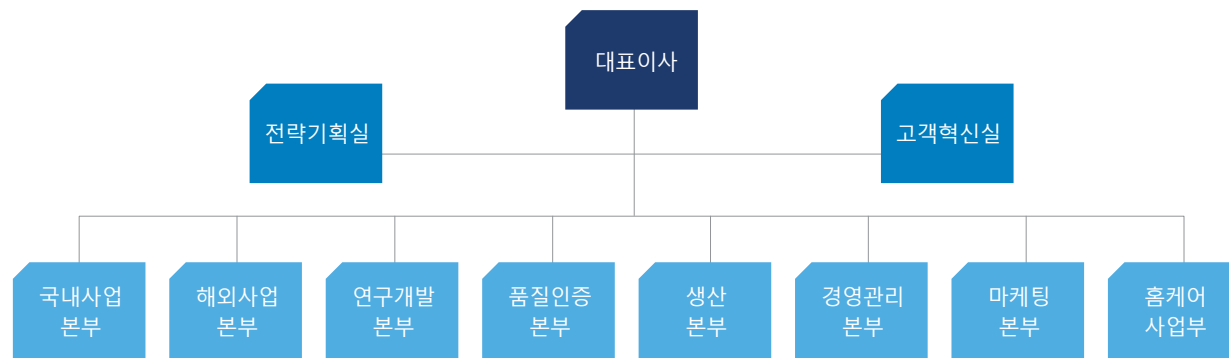 대표이사
전략기획실
고객혁신실
국내사업
본부
해외사업
본부
연구개발
본부
품질인증
본부
생산
본부
경영관리
본부
마케팅
본부
홈케어
사업부